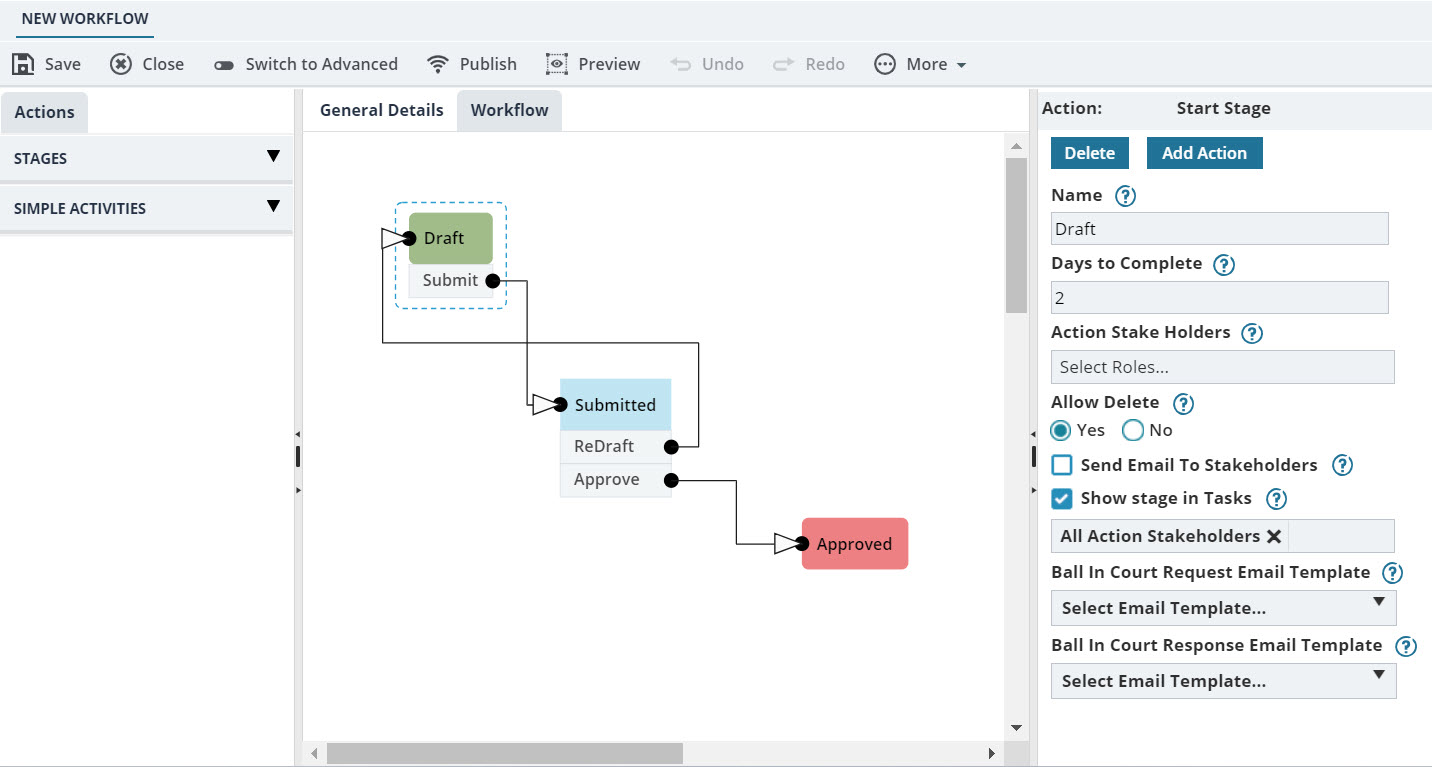 NEW WORKFLOW
Save Close Switch to Advanced Publish Preview Undo Redo More
Actions
STAGES
SIMPLE ACTIVITIES
General Details Workflow
Draft
Submit
Submitted
ReDraft
Approve
Approved
Action: Start Stage
Delete Add Action
Name ?
Draft
Days to Complete ?
2
Action Stake Holders ?
Select Roles...
Allow Delete ?
Yes No
Send Email To Stakeholders ?
Show stage in Tasks ?
All Action Stakeholders
Ball In Court Request Email Template ?
Select Email Template...
Ball In Court Response Email Template ?
Select Email Template...